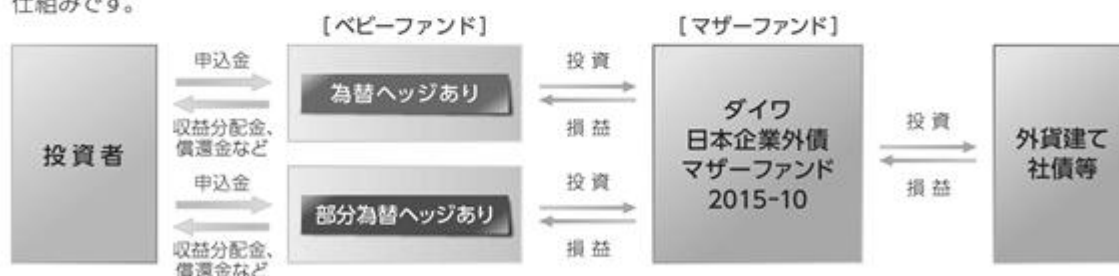 仕組みです。
[ベビーファンド]
[マザーファンド]
投資者
申込金
収益分配金、
償還金など
申込金
収益分配金、
償還金など
為替ヘッジあり
部分為替ヘッジあり
投資
損益
投資
損益
ダイワ
日本企業外債
マザーファンド
2015-10
投資
損益
外貨建て
社債等